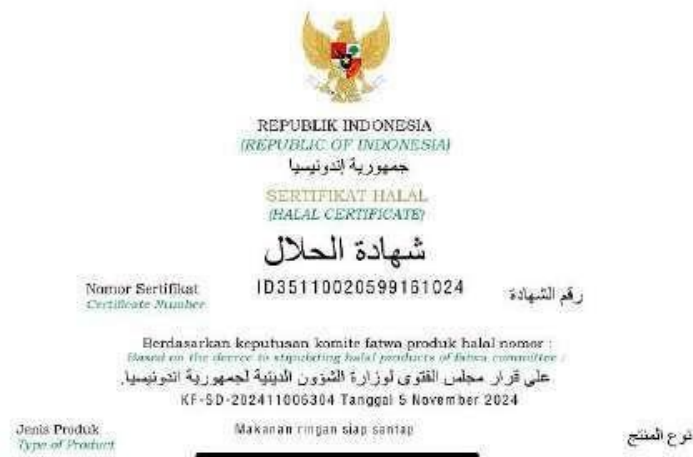 REPUBLIK INDONESIA
(REPUBLIC OF INDONESIA)
جمهورية إندونيسيا
SERTIFIKAT HALAL
(HALAL CERTIFICATE)
شهادة الحلال
Nomor Sertifikat ID35110020599161024 رقم الشهادة
Certificate Number
Berdasarkan keputusan komite fatwa produk halal nomor :
Based on the decree to stipulating halal products of fatwa committee :
على قرار مجلس الفتوى لوزارة الشؤون الدينية لجمهورية اندونيسيا,
KF-SD-202411006304 Tanggal 5 November 2024
Jenis Produk Makanan ringan siap santap نوع المنتج
Type of Product